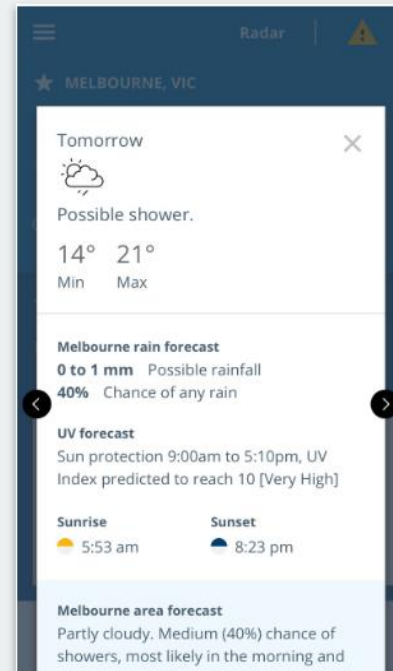 Radar
MELBOURNE, VIC
Tomorrow
Possible shower.
14° 21°
Min Max
Melbourne rain forecast
0 to 1 mm Possible rainfall
40% Chance of any rain
UV forecast
Sun protection 9:00am to 5:10pm, UV
Index predicted to reach 10 [Very High]
Sunrise Sunset
5:53 am 8:23 pm
Melbourne area forecast
Partly cloudy. Medium (40%) chance of
showers, most likely in the morning and